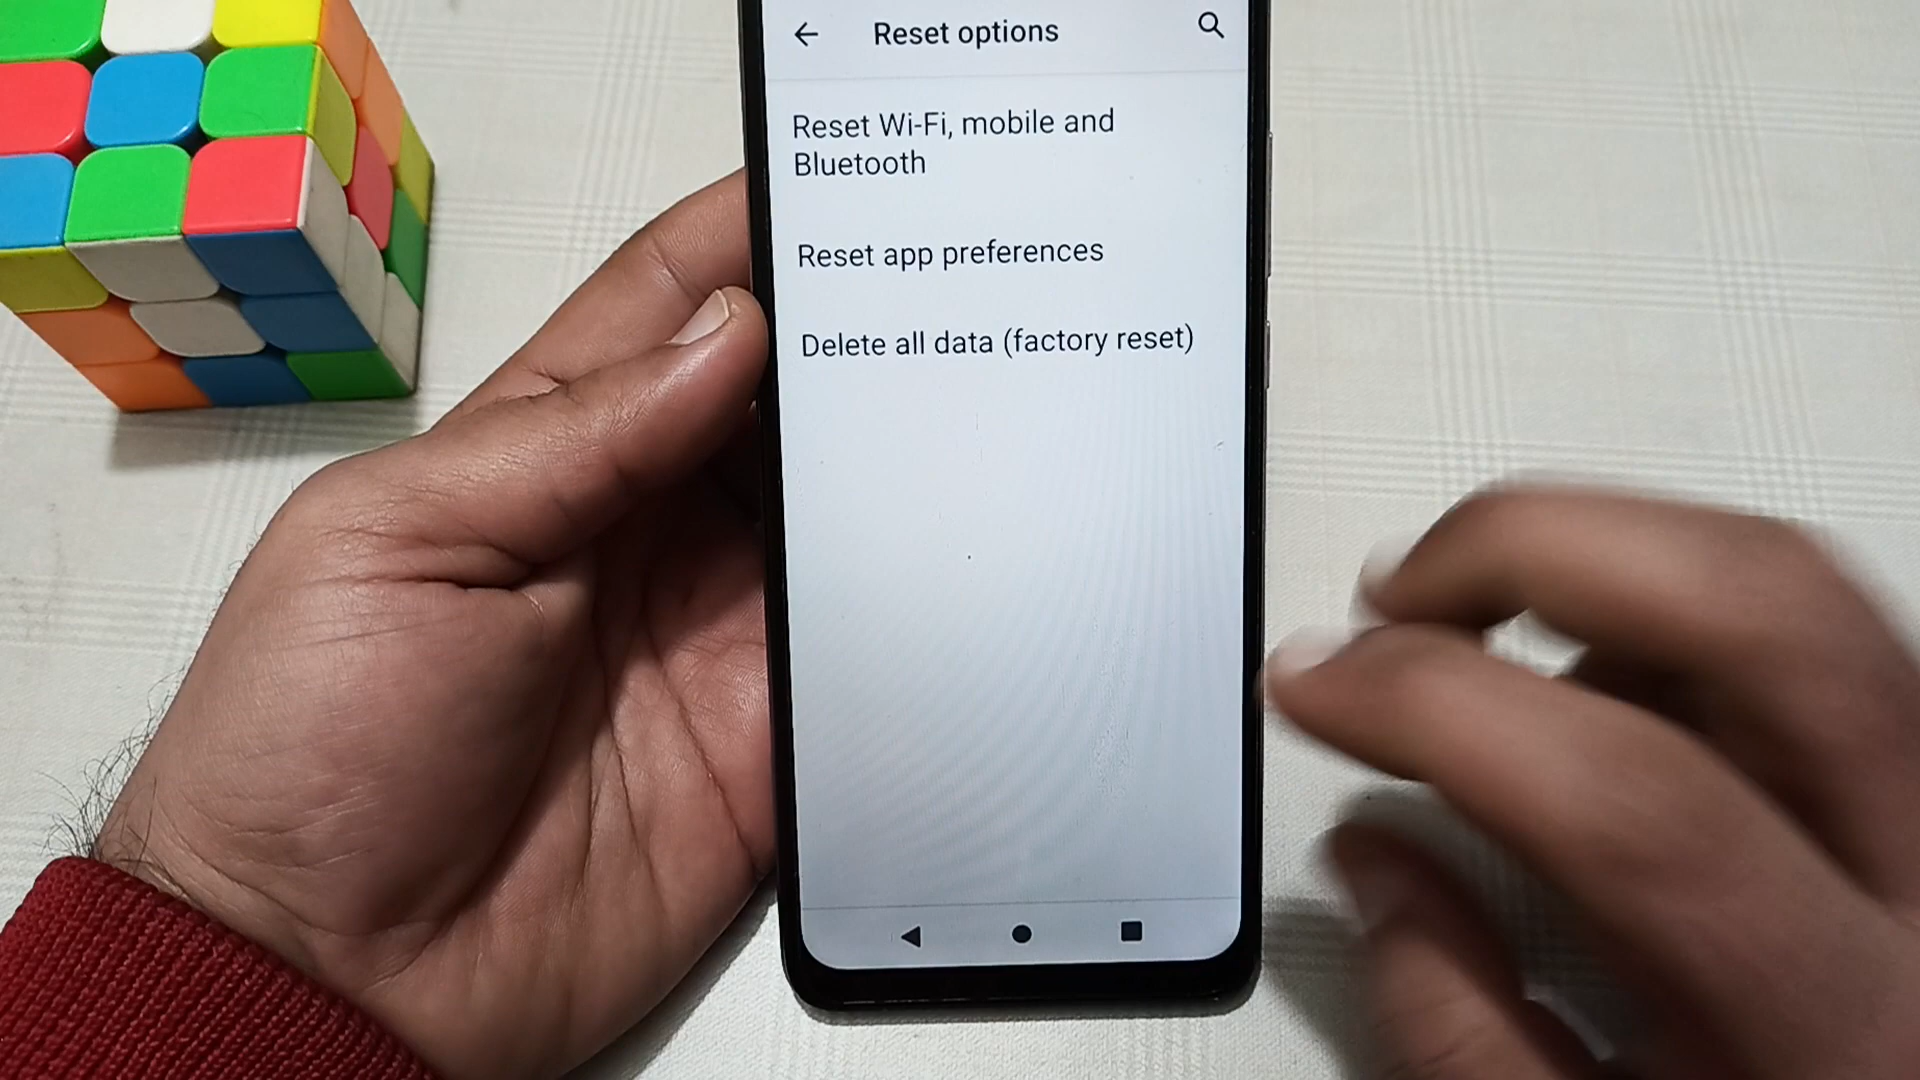 Reset options
Reset Wi-Fi, mobile and
Bluetooth
Reset app preferences
Delete all data (factory reset)